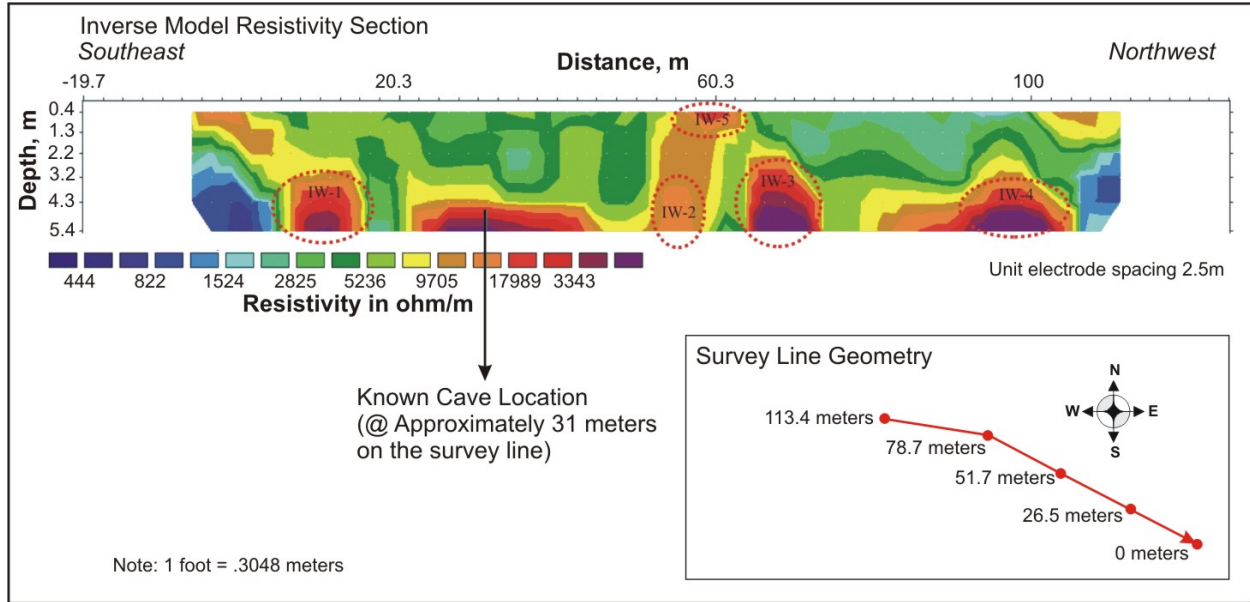 Inverse Model Resistivity Section
Southeast
Distance, m
Northwest
-19.7 20.3 60.3 100
Depth, m
0.4
1.3
2.2
3.2
4.3
5.4
IW-5
IW-1
IW-3
IW-2
IW-4
444 822 1524 2825 5236 9705 17989 3343
Resistivity in ohm/m
Unit electrode spacing 2.5m
Known Cave Location
(@ Approximately 31 meters
on the survey line)
Note: 1 foot = .3048 meters
Survey Line Geometry
N
W E
S
113.4 meters
78.7 meters
51.7 meters
26.5 meters
0 meters